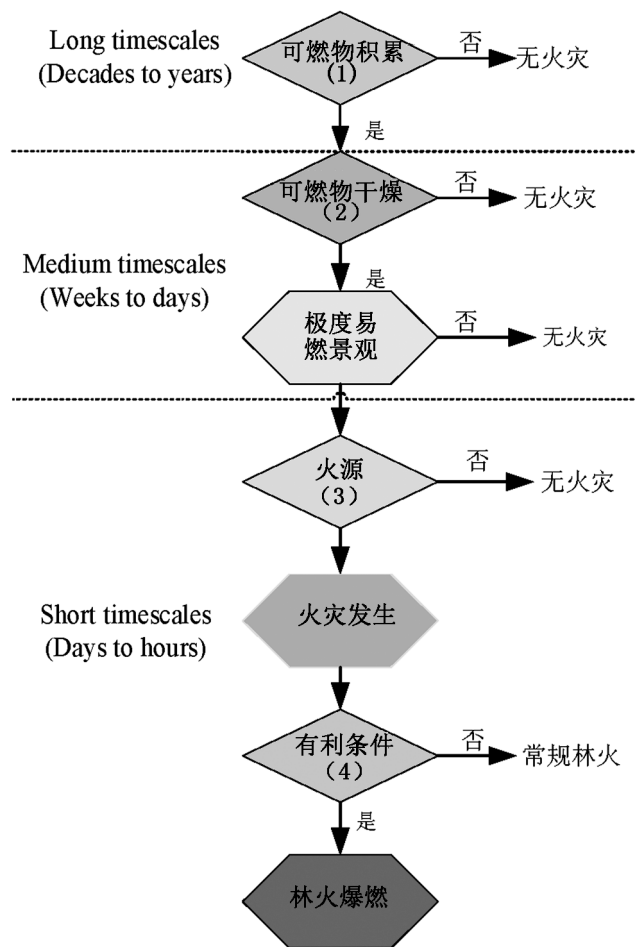 Long timescales
(Decades to years)
可燃物积累
(1)
否
无火灾
是
可燃物干燥
(2)
否
无火灾
Medium timescales
(Weeks to days)
是
极度易
燃景观
否
无火灾
火源
(3)
否
无火灾
Short timescales
(Days to hours)
火灾发生
有利条件
(4)
否
常规林火
是
林火爆燃